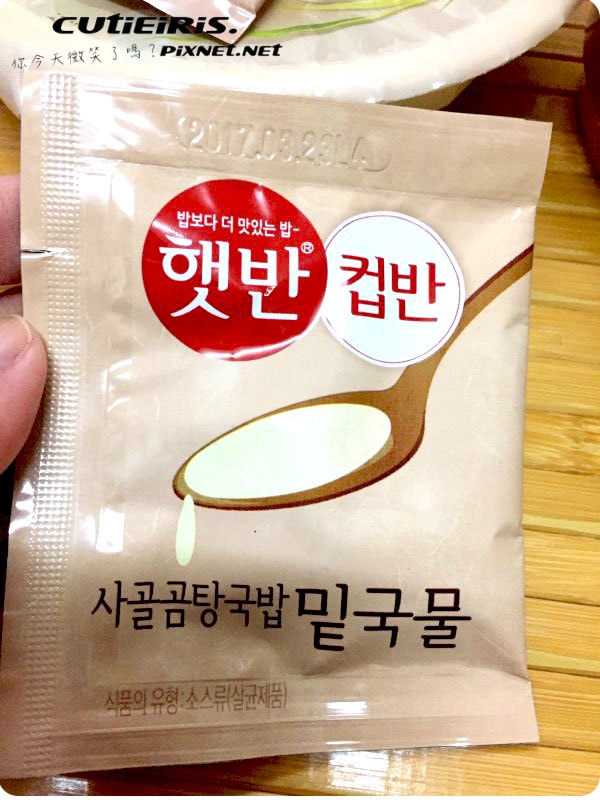 CUTiEiRiS.
你今天微笑了嗎？PIXNET.NET
2017.03.23L4
밥보다 더 맛있는 밥-
햇반® 컵반
사골곰탕국밥 밑국물
식품의 유형:소스류(살균제품)